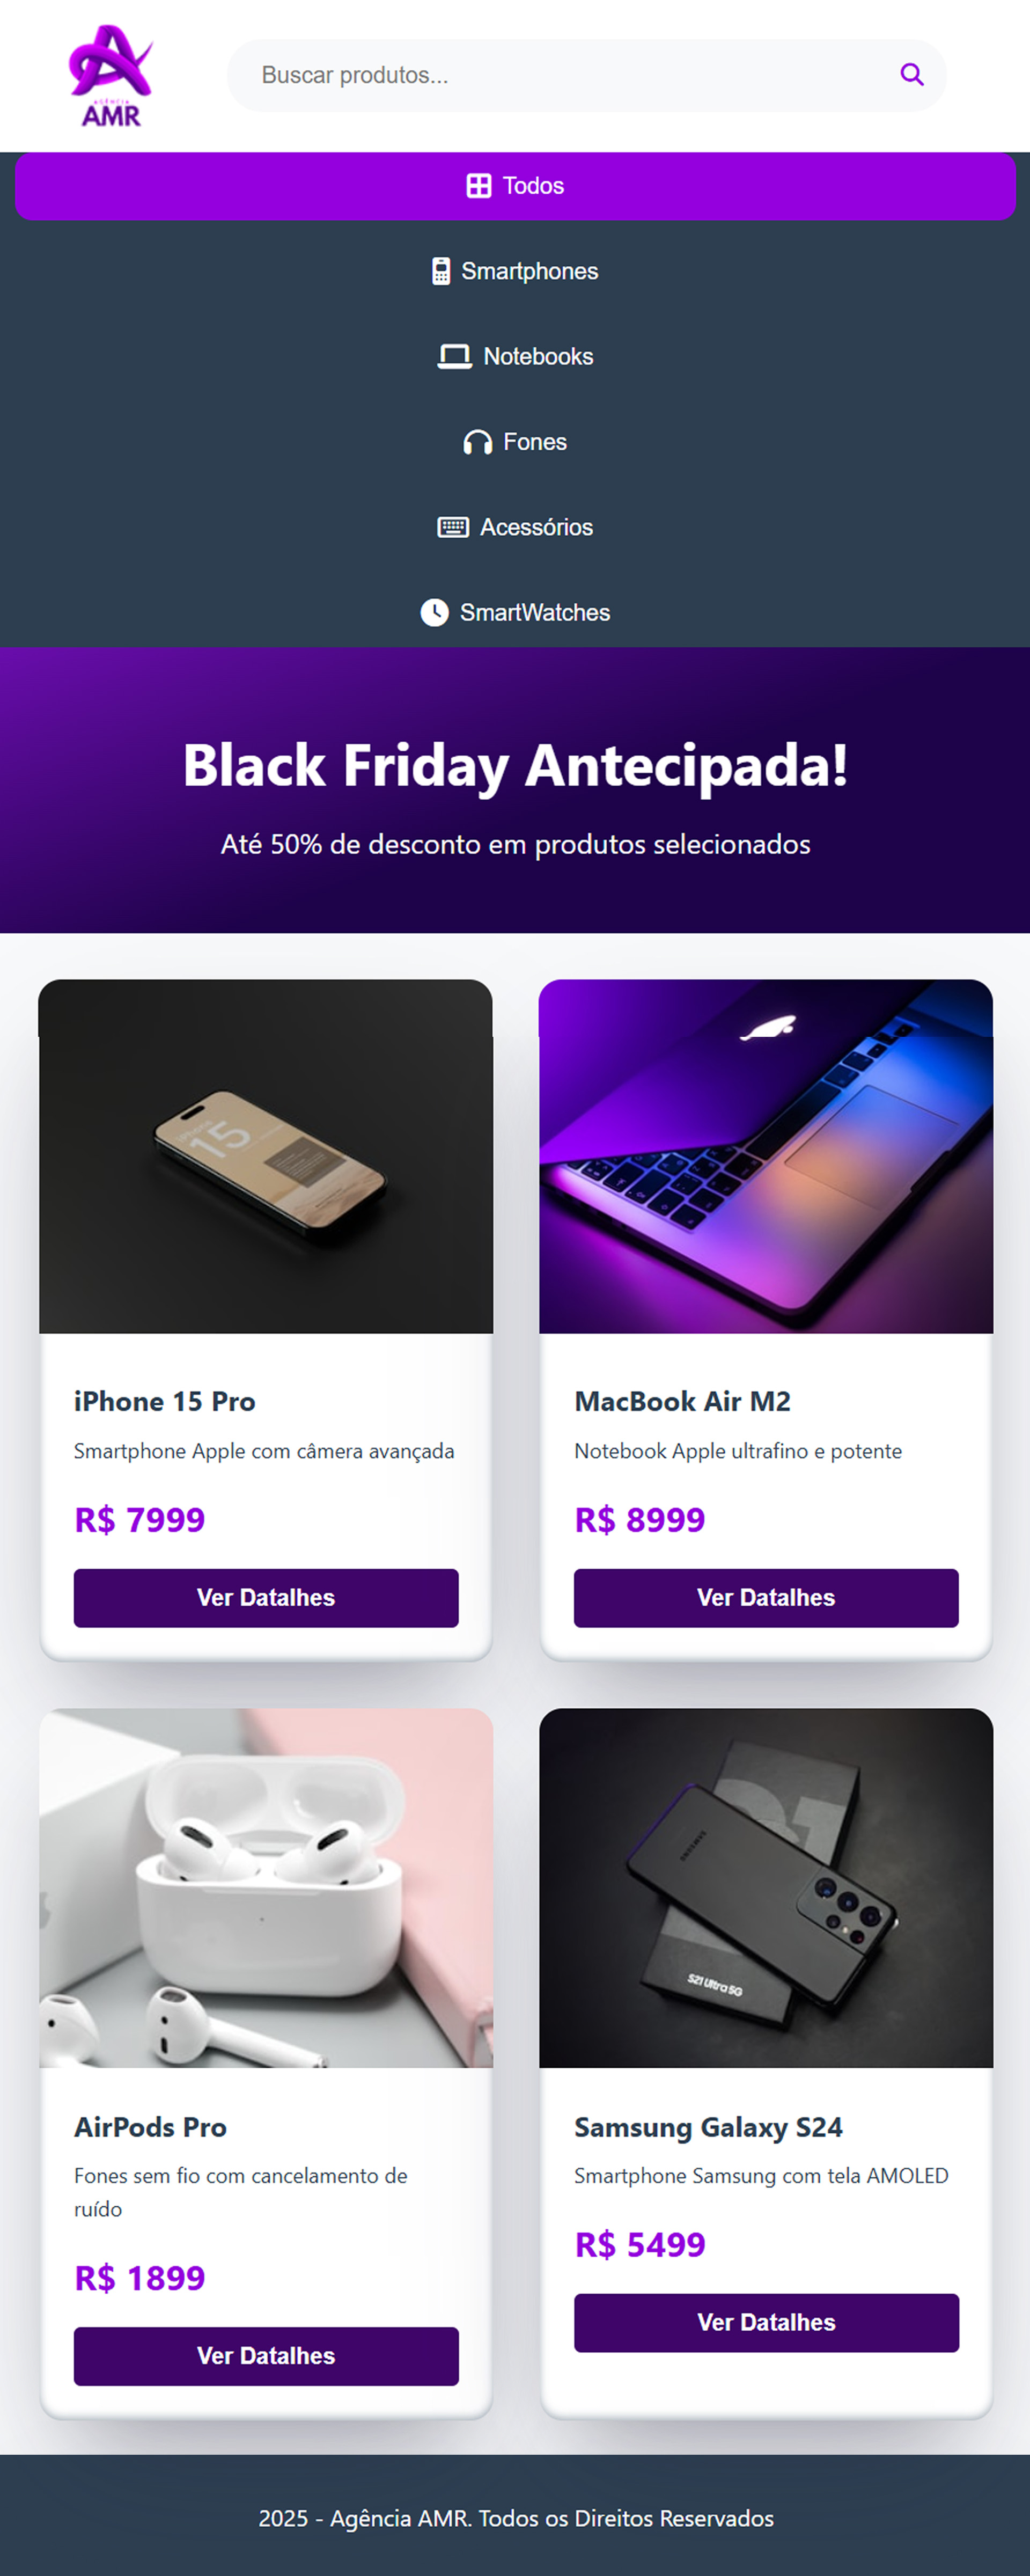 AGÊNCIA
AMR
Buscar produtos...
Todos
Smartphones
Notebooks
Fones
Acessórios
SmartWatches
Black Friday Antecipada!
Até 50% de desconto em produtos selecionados
iPhone
15
iPhone 15 Pro
Smartphone Apple com câmera avançada
R$ 7999
Ver Datalhes
MacBook Air M2
Notebook Apple ultrafino e potente
R$ 8999
Ver Datalhes
SAMSUNG
S21 Ultra 5G
AirPods Pro
Fones sem fio com cancelamento de
ruído
R$ 1899
Ver Datalhes
Samsung Galaxy S24
Smartphone Samsung com tela AMOLED
R$ 5499
Ver Datalhes
2025 - Agência AMR. Todos os Direitos Reservados